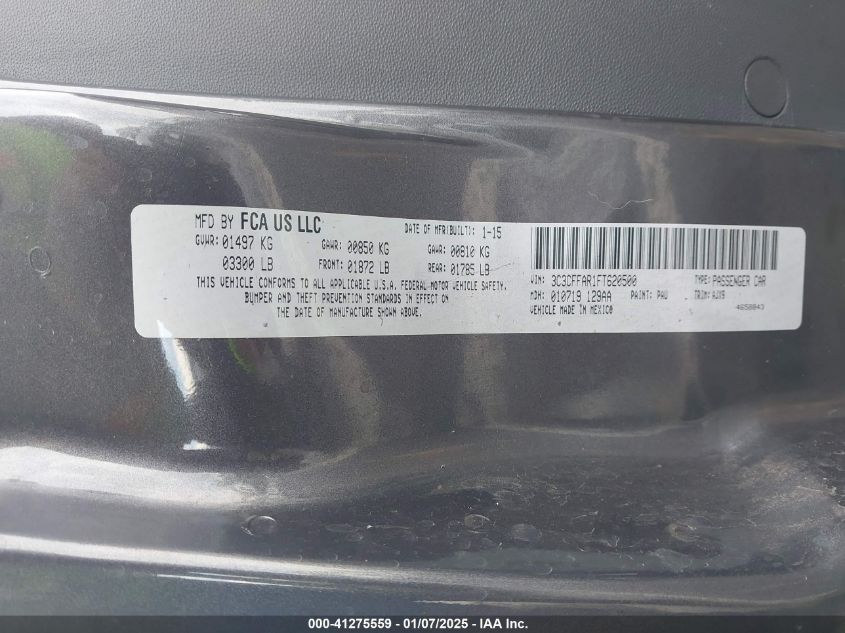 MFD BY FCA US LLC
DATE OF MFR(BUILT): 1-15
GVWR: 01497 KG GAWR: 00850 KG GAWR: 00810 KG
03300 LB FRONT: 01872 LB REAR: 01785 LB
THIS VEHICLE CONFORMS TO ALL APPLICABLE U.S.A. FEDERAL MOTOR VEHICLE SAFETY,
BUMPER AND THEFT PREVENTION STANDARDS IN EFFECT ON
THE DATE OF MANUFACTURE SHOWN ABOVE.
VIN: 3C3CFFAR1FT620500 TYPE: PASSENGER CAR
MDH: 010719 129AA PAINT: PAU TRIM: AJX9
VEHICLE MADE IN MEXICO 4658843
000-41275559 - 01/07/2025 - IAA Inc.